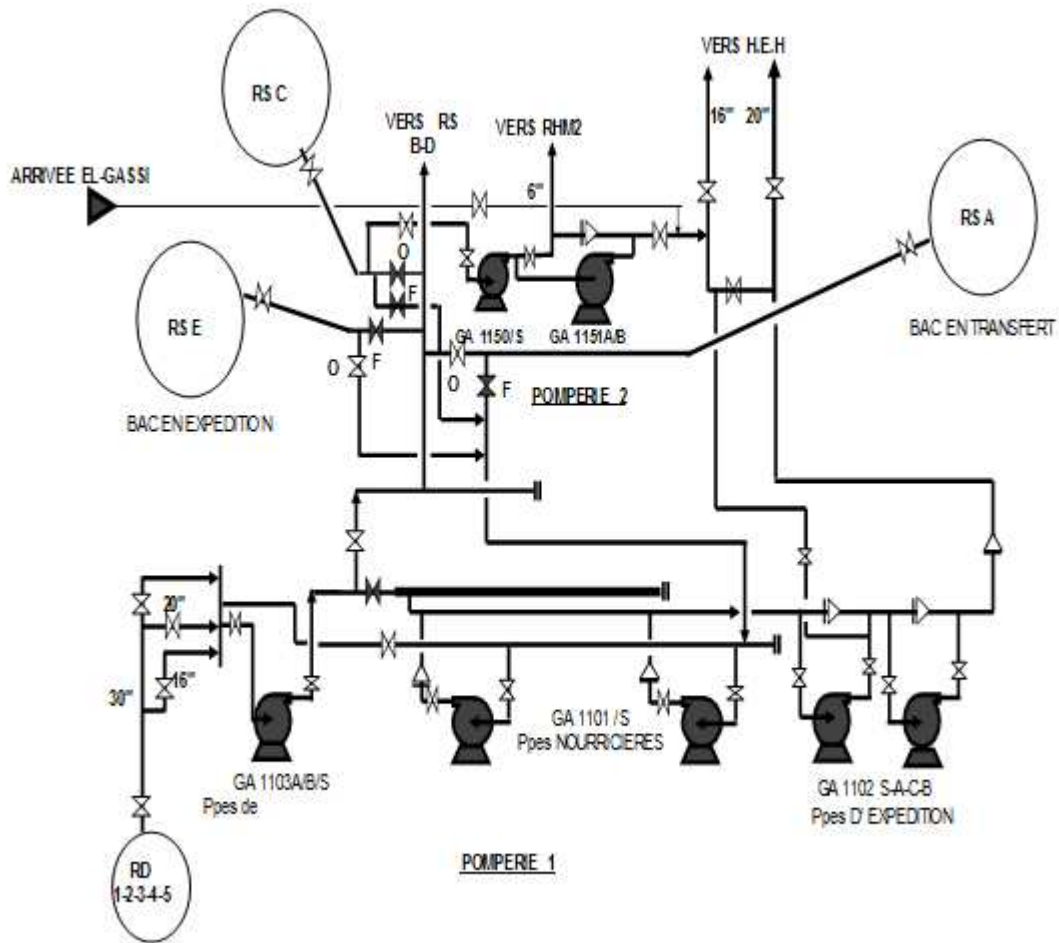 RS C
VERS H.E.H
16"'
20"'
VERS RS
B-D
VERS RHM2
ARRIVEE EL-GASSI
6"'
RS A
O
F
RS E
GA 1150/S
GA 1151A/B
BAC EN TRANSFERT
O
F
O
F
POMPERIE 2
BAC EN EXPEDITION
20"'
16"'
30"'
GA 1101 /S
Ppes NOURRICIERES
GA 1103A/B/S
Ppes de
GA 1102 S-A-C-B
Ppes D' EXPEDITION
RD
1-2-3-4-5
POMPERIE 1